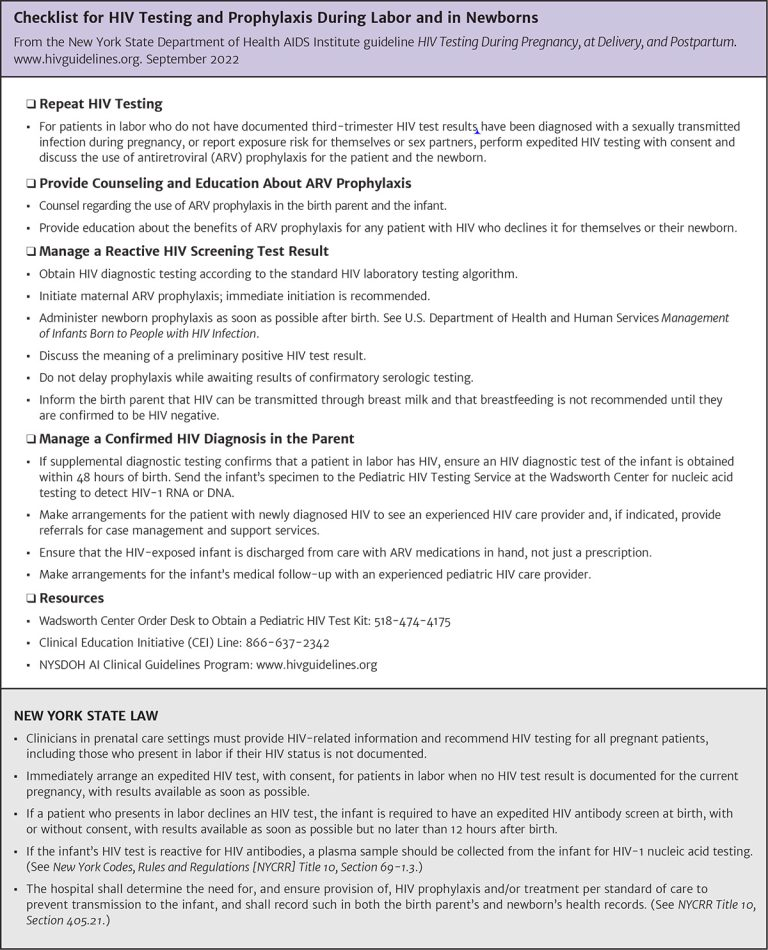 Checklist for HIV Testing and Prophylaxis During Labor and in Newborns
From the New York State Department of Health AIDS Institute guideline HIV Testing During Pregnancy, at Delivery, and Postpartum.
www.hivguidelines.org. September 2022
❑ Repeat HIV Testing
• For patients in labor who do not have documented third-trimester HIV test results, have been diagnosed with a sexually transmitted
infection during pregnancy, or report exposure risk for themselves or sex partners, perform expedited HIV testing with consent and
discuss the use of antiretroviral (ARV) prophylaxis for the patient and the newborn.
❑ Provide Counseling and Education About ARV Prophylaxis
• Counsel regarding the use of ARV prophylaxis in the birth parent and the infant.
• Provide education about the benefits of ARV prophylaxis for any patient with HIV who declines it for themselves or their newborn.
❑ Manage a Reactive HIV Screening Test Result
• Obtain HIV diagnostic testing according to the standard HIV laboratory testing algorithm.
• Initiate maternal ARV prophylaxis; immediate initiation is recommended.
• Administer newborn prophylaxis as soon as possible after birth. See U.S. Department of Health and Human Services Management
of Infants Born to People with HIV Infection.
• Discuss the meaning of a preliminary positive HIV test result.
• Do not delay prophylaxis while awaiting results of confirmatory serologic testing.
• Inform the birth parent that HIV can be transmitted through breast milk and that breastfeeding is not recommended until they
are confirmed to be HIV negative.
❑ Manage a Confirmed HIV Diagnosis in the Parent
• If supplemental diagnostic testing confirms that a patient in labor has HIV, ensure an HIV diagnostic test of the infant is obtained
within 48 hours of birth. Send the infant's specimen to the Pediatric HIV Testing Service at the Wadsworth Center for nucleic acid
testing to detect HIV-1 RNA or DNA.
• Make arrangements for the patient with newly diagnosed HIV to see an experienced HIV care provider and, if indicated, provide
referrals for case management and support services.
• Ensure that the HIV-exposed infant is discharged from care with ARV medications in hand, not just a prescription.
• Make arrangements for the infant's medical follow-up with an experienced pediatric HIV care provider.
❑ Resources
• Wadsworth Center Order Desk to Obtain a Pediatric HIV Test Kit: 518-474-4175
• Clinical Education Initiative (CEI) Line: 866-637-2342
• NYSDOH AI Clinical Guidelines Program: www.hivguidelines.org
NEW YORK STATE LAW
• Clinicians in prenatal care settings must provide HIV-related information and recommend HIV testing for all pregnant patients,
including those who present in labor if their HIV status is not documented.
• Immediately arrange an expedited HIV test, with consent, for patients in labor when no HIV test result is documented for the current
pregnancy, with results available as soon as possible.
• If a patient who presents in labor declines an HIV test, the infant is required to have an expedited HIV antibody screen at birth, with
or without consent, with results available as soon as possible but no later than 12 hours after birth.
• If the infant's HIV test is reactive for HIV antibodies, a plasma sample should be collected from the infant for HIV-1 nucleic acid testing.
(See New York Codes, Rules and Regulations [NYCRR] Title 10, Section 69-1.3.)
• The hospital shall determine the need for, and ensure provision of, HIV prophylaxis and/or treatment per standard of care to
prevent transmission to the infant, and shall record such in both the birth parent's and newborn's health records. (See NYCRR Title 10,
Section 405.21.)